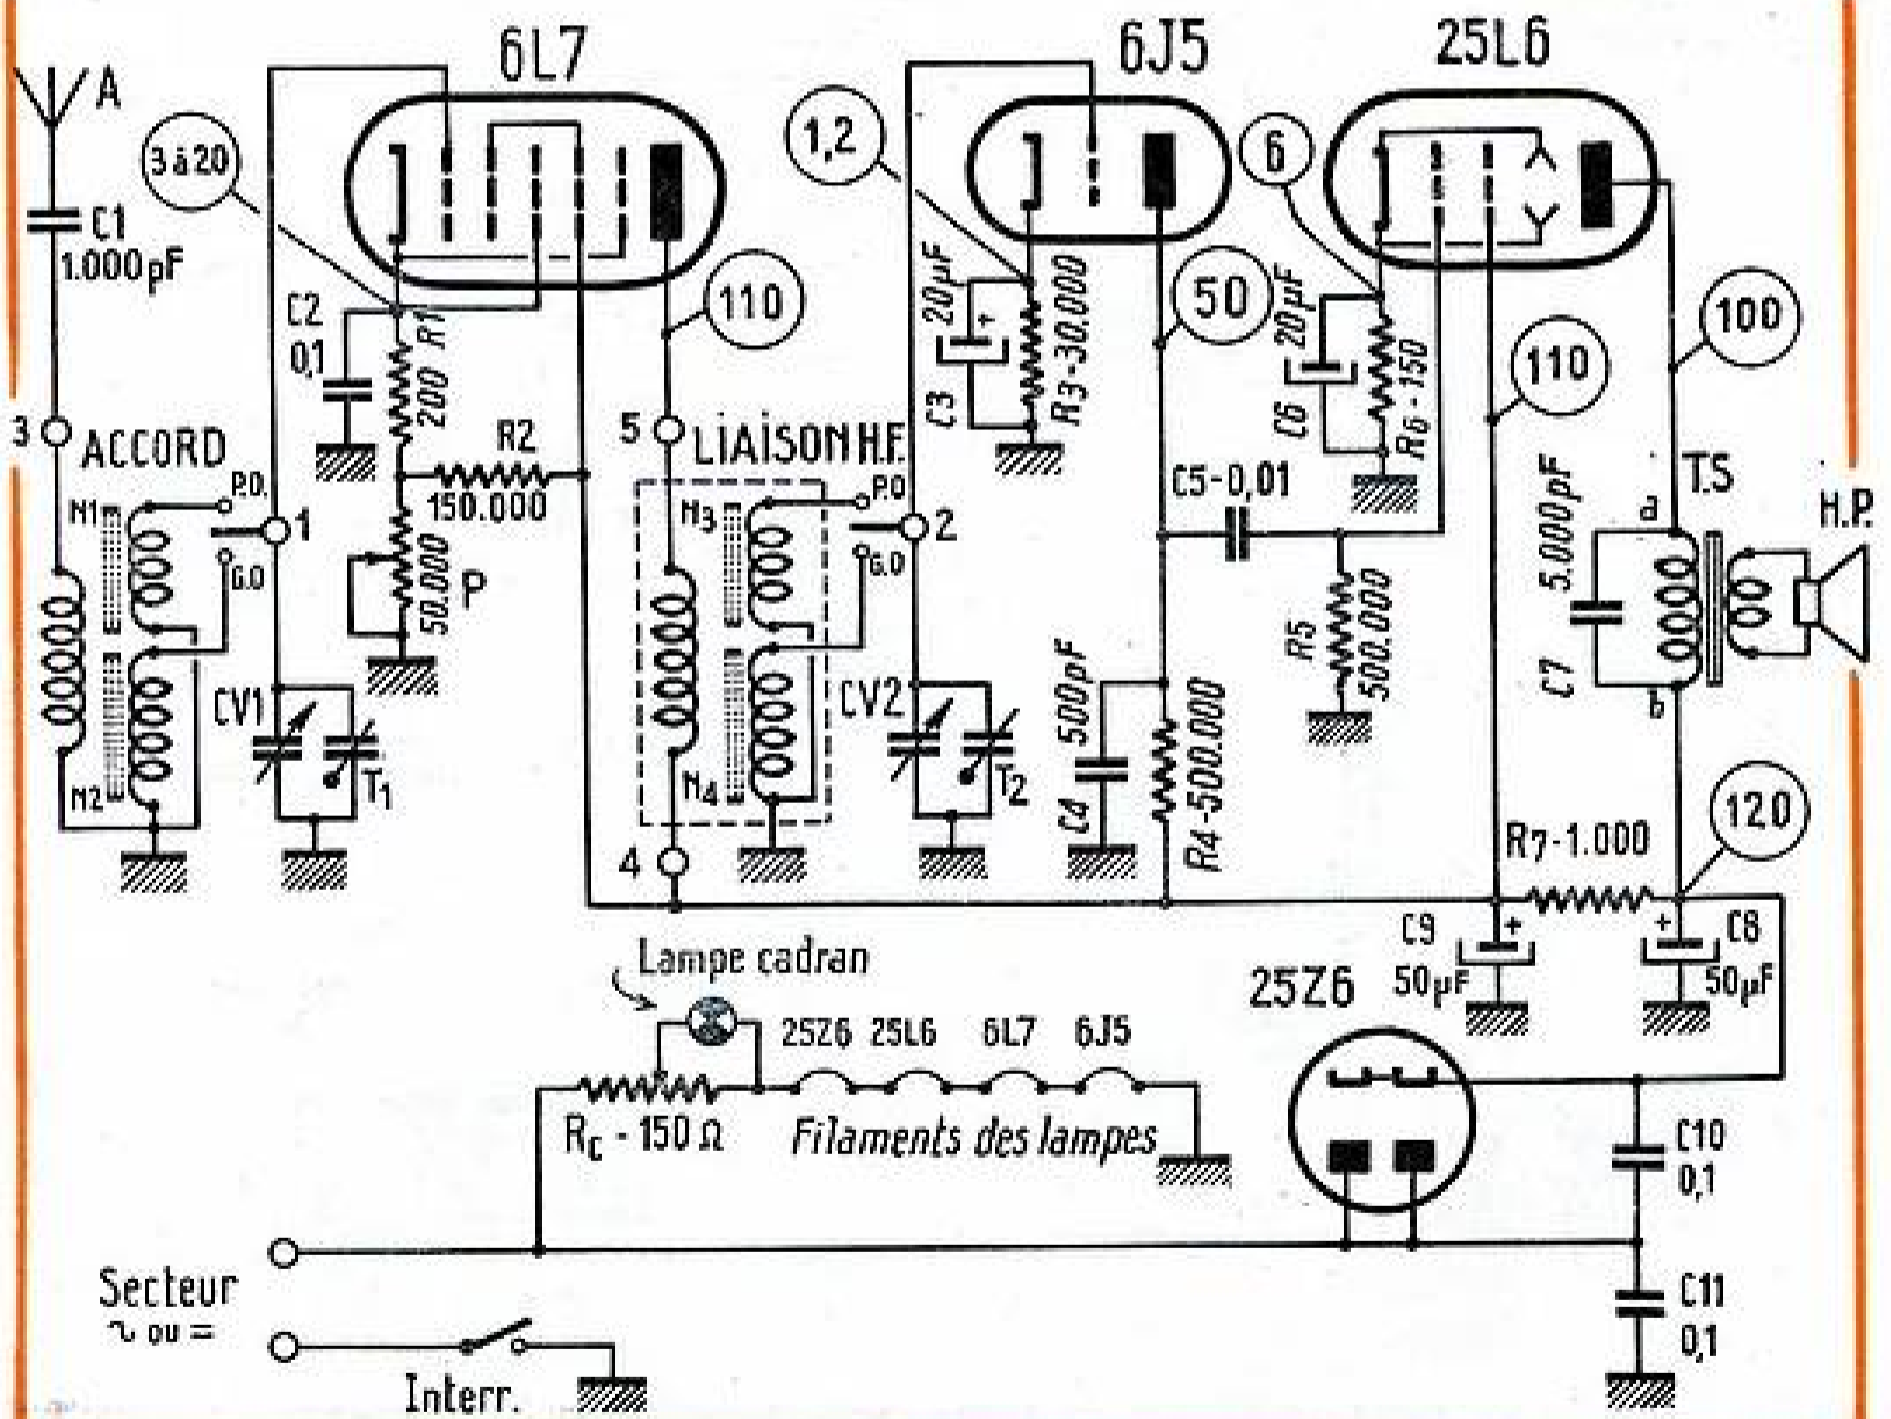 6L7
6J5
25L6
A
3 à 20
1,2
6
C1
1.000 pF
C2
0,1
200 R1
110
20µF
C3
R3-30.000
50
20µF
C6
R6-150
110
100
3
ACCORD
P.O.
N1
1
G.O
R2
150.000
50.000
P
5
LIAISON H.F.
N3
P.O
2
G.O
C5-0,01
R5
500.000
5.000pF
C7
a
T.S
b
H.P.
CV1
T1
N2
N4
CV2
T2
500pF
C4
R4-500.000
4
R7-1.000
120
C9
+
50µF
+
C8
50µF
Lampe cadran
25Z6
25Z6 25L6 6L7 6J5
Rc - 150 Ω
Filaments des lampes
C10
0,1
Secteur
~ ou =
C11
0,1
Interr.